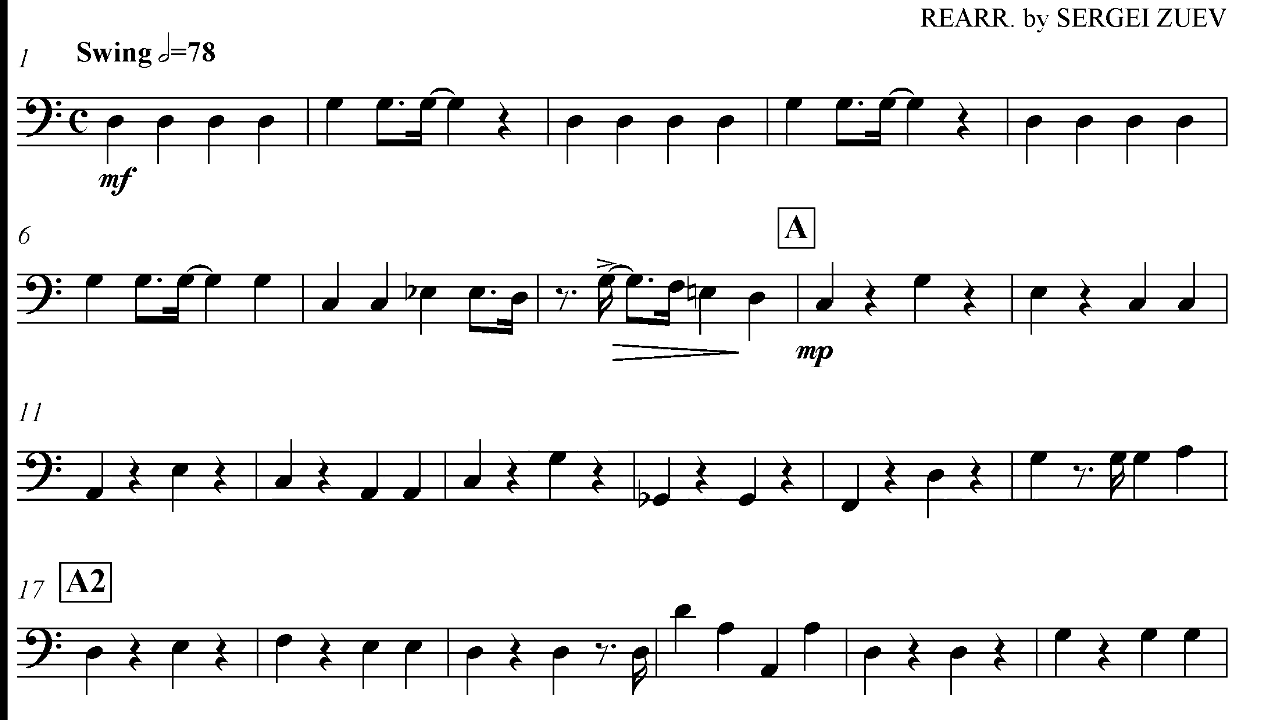 REARR. by SERGEI ZUEV
1
Swing 𝅗𝅥=78
mf
6
A
mp
11
17
A2